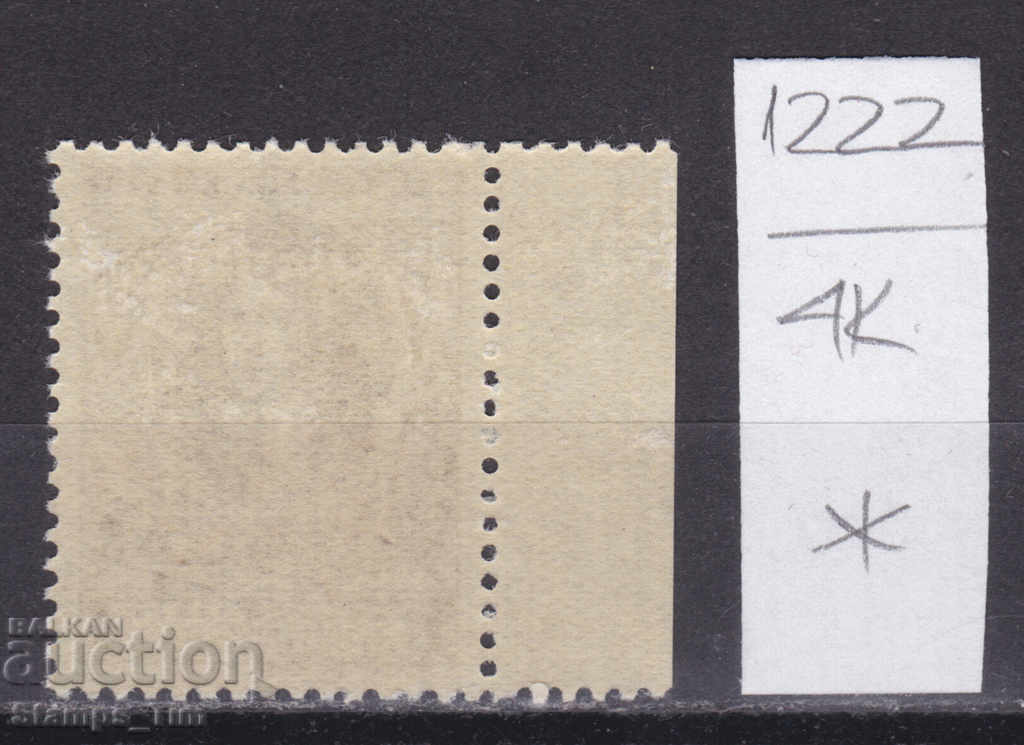 1222
4K
*
BALKAN
auction
Stamps_Tim